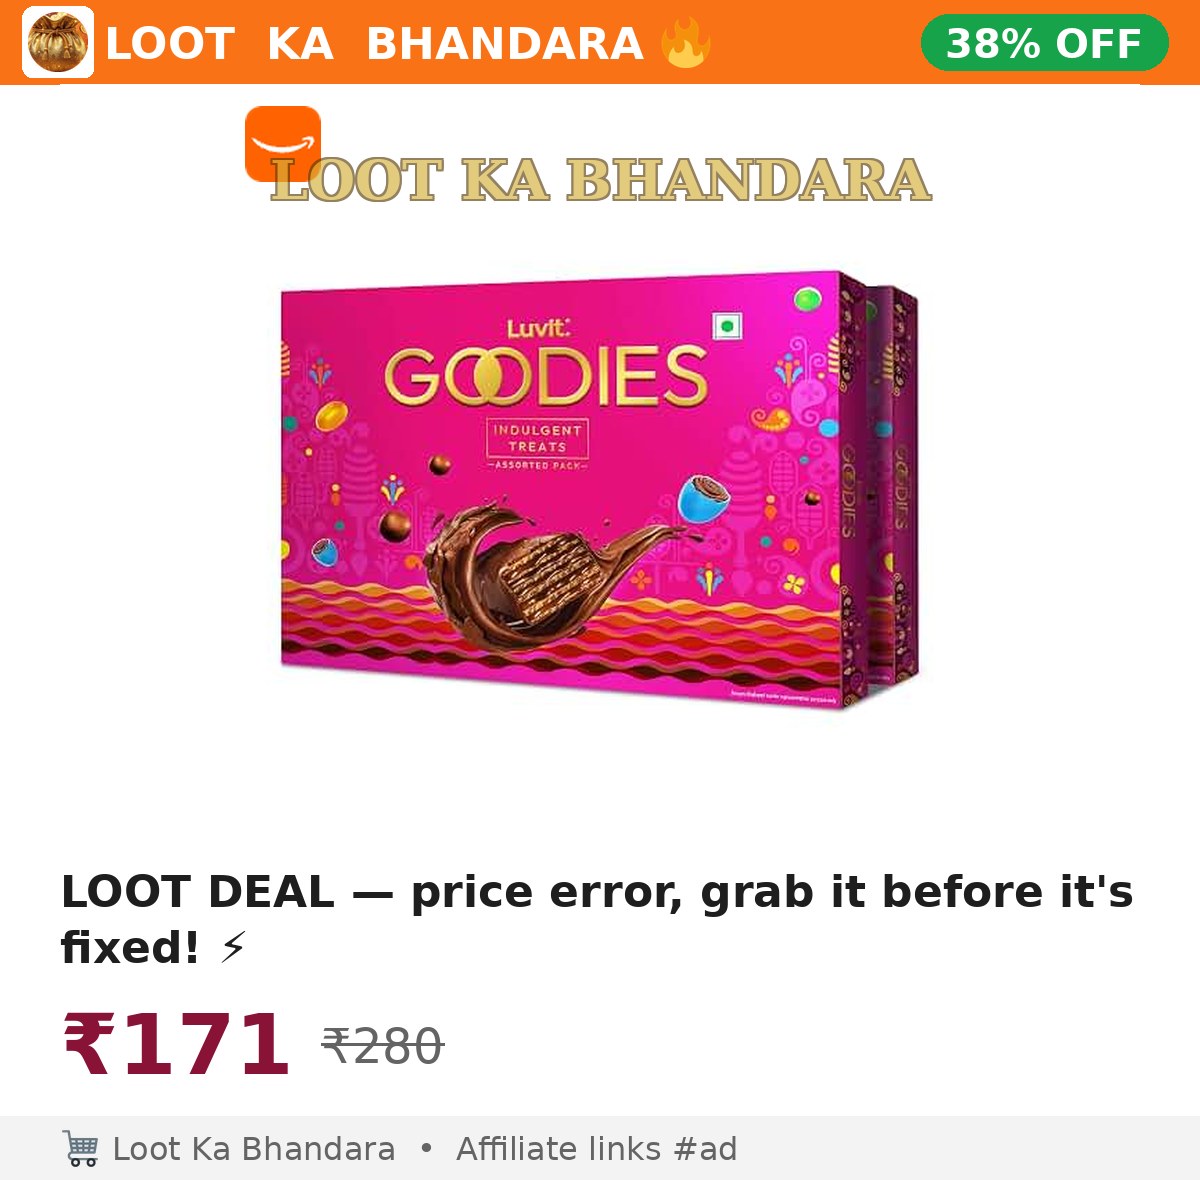 LOOT KA BHANDARA 🔥
38% OFF
LOOT KA BHANDARA
Luvit
GOODIES
INDULGENT
TREATS
ASSORTED PACK
GOODIES
GOODIES
LOOT DEAL — price error, grab it before it's
fixed! ⚡
₹171 ₹280
Loot Ka Bhandara • Affiliate links #ad